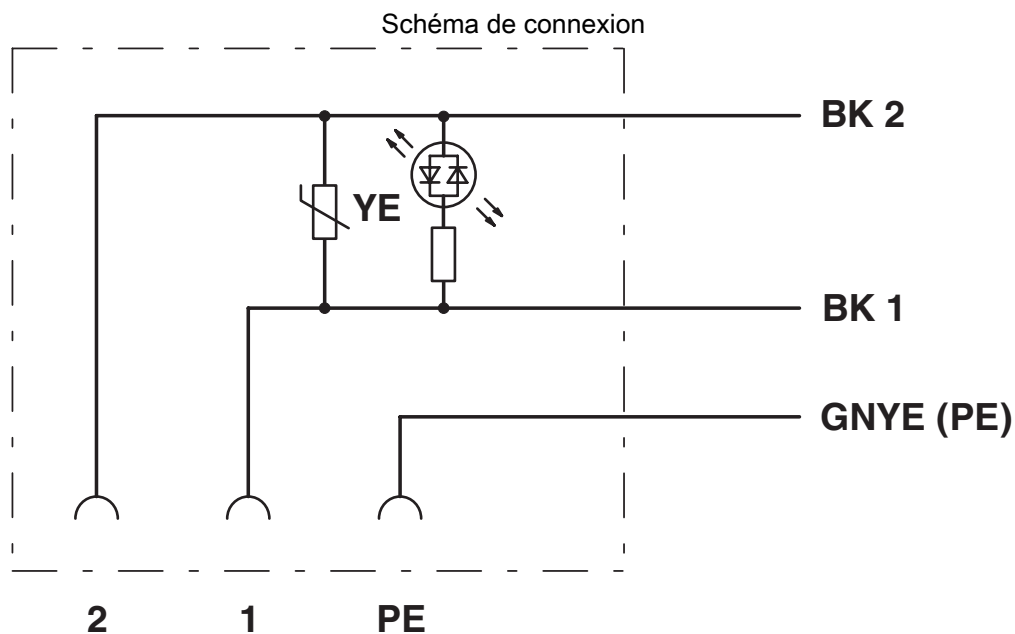 Schéma de connexion
BK 2
YE
BK 1
GNYE (PE)
2 1 PE